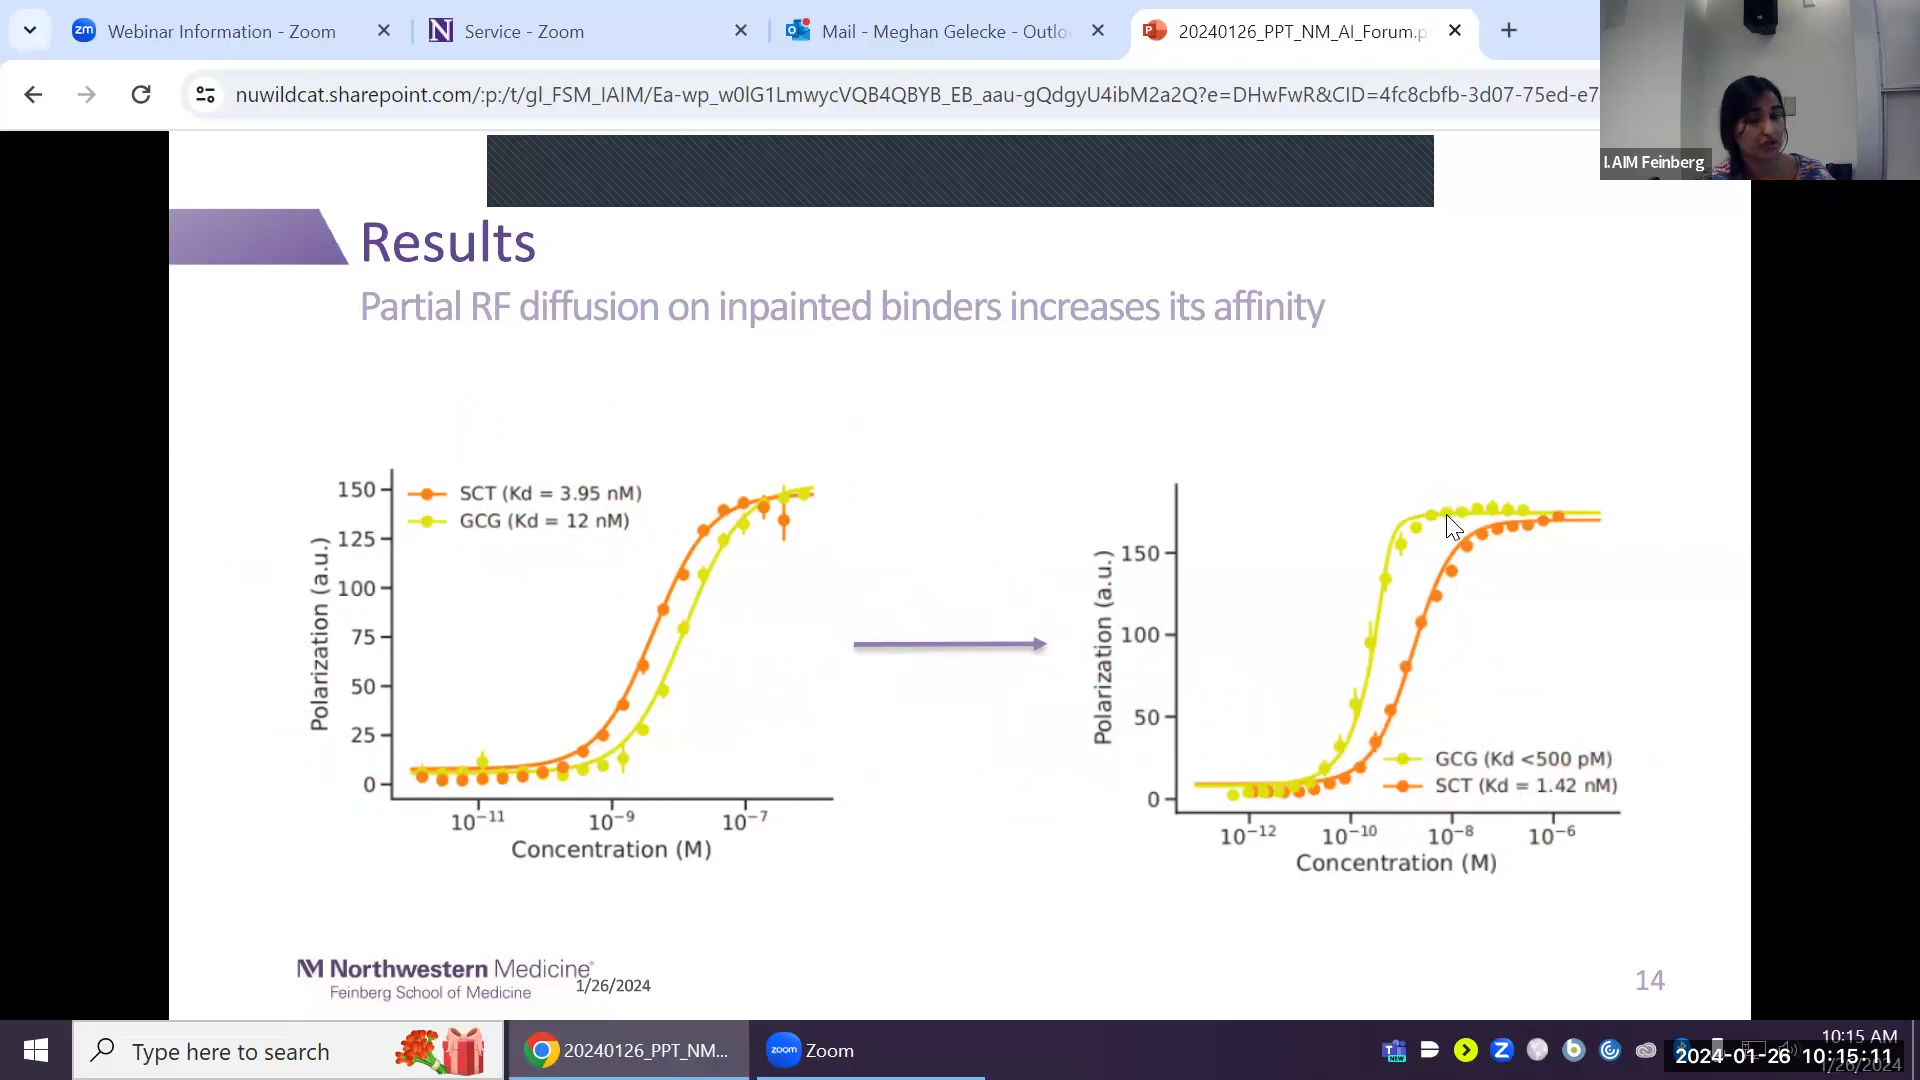 zm Webinar Information - Zoom
N Service - Zoom
Mail - Meghan Gelecke - Outlo
20240126_PPT_NM_AI_Forum.p
nuwildcat.sharepoint.com/:p:/t/gl_FSM_IAIM/Ea-wp_w0lG1LmwycVQB4QBYB_EB_aau-gQdgyU4ibM2a2Q?e=DHwFwR&CID=4fc8cbfb-3d07-75ed-e7
I.AIM Feinberg
Results
Partial RF diffusion on inpainted binders increases its affinity
150
125
100
75
50
25
0
Polarization (a.u.)
SCT (Kd = 3.95 nM)
GCG (Kd = 12 nM)
10⁻¹¹ 10⁻⁹ 10⁻⁷
Concentration (M)
150
100
50
0
Polarization (a.u.)
GCG (Kd <500 pM)
SCT (Kd = 1.42 nM)
10⁻¹² 10⁻¹⁰ 10⁻⁸ 10⁻⁶
Concentration (M)
NM Northwestern Medicine®
Feinberg School of Medicine
1/26/2024
14
Type here to search
20240126_PPT_NM...
zoom Zoom
NEW
10:15 AM
2024-01-26 10:15:11
1/26/2024